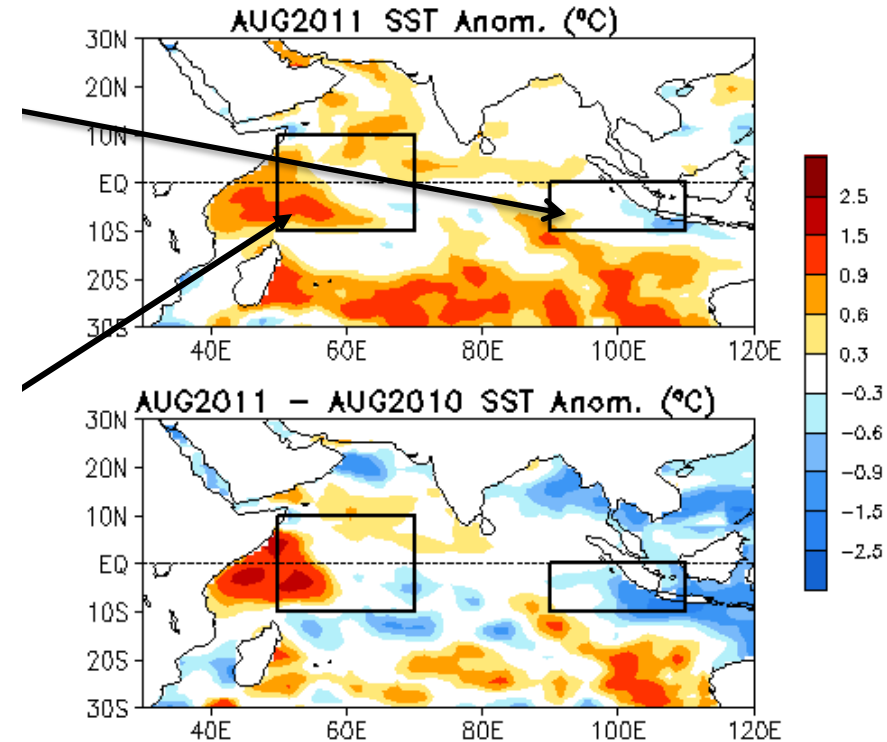 AUG2011 SST Anom. (°C)
30N
20N
10N
EQ
10S
20S
30S
40E 60E 80E 100E 120E
AUG2011 – AUG2010 SST Anom. (°C)
30N
20N
10N
EQ
10S
20S
30S
40E 60E 80E 100E 120E
2.5
1.5
0.9
0.6
0.3
−0.3
−0.6
−0.9
−1.5
−2.5